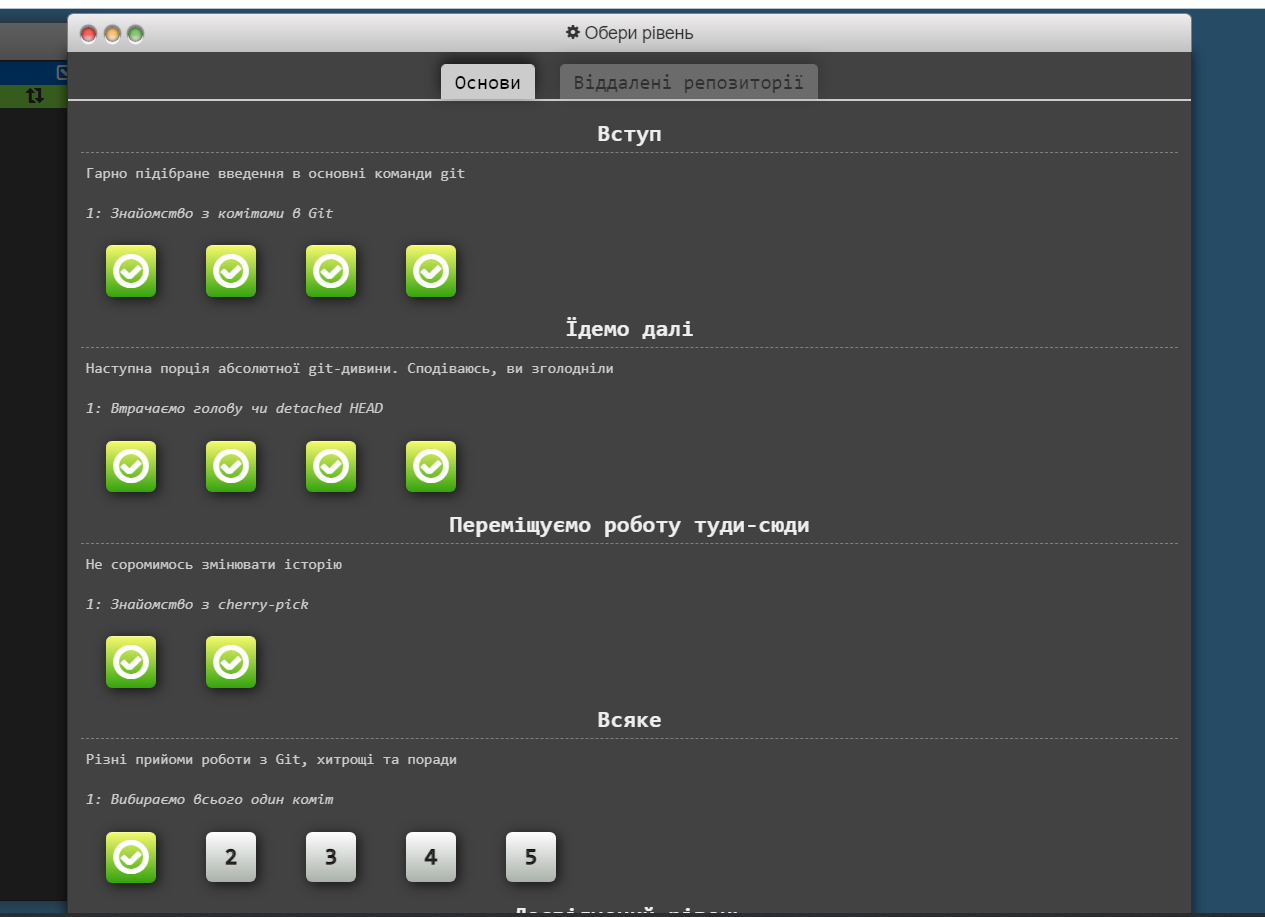 Обери рівень
Основи
Віддалені репозиторії
Вступ
Гарно підібране введення в основні команди git
1: Знайомство з комітами в Git
Їдемо далі
Наступна порція абсолютної git-дивини. Сподіваюсь, ви зголодніли
1: Втрачаємо голову чи detached HEAD
Переміщуємо роботу туди-сюди
Не соромимось змінювати історію
1: Знайомство з cherry-pick
Всяке
Різні прийоми роботи з Git, хитрощі та поради
1: Вибираємо всього один коміт
2 3 4 5